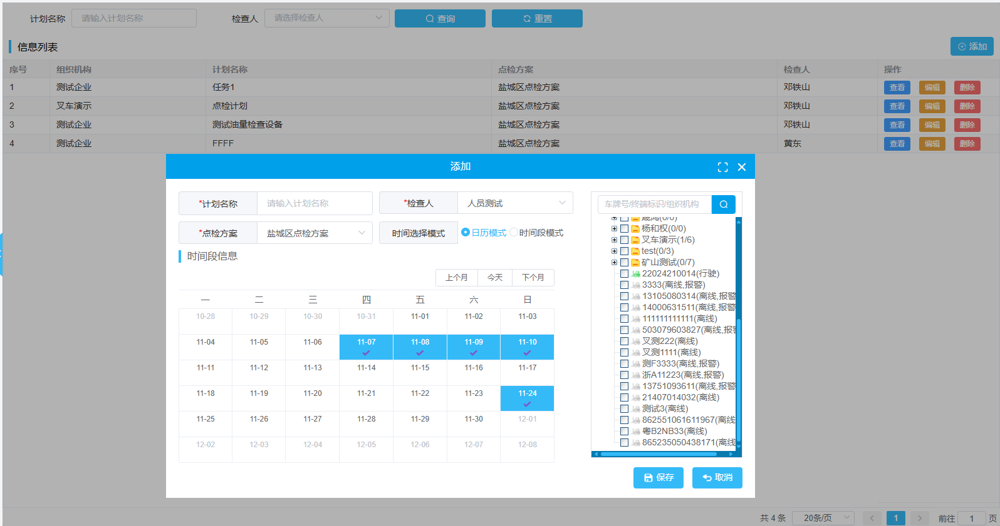 计划名称 请输入计划名称 检查人 请选择检查人 查询 重置
信息列表 添加
序号 组织机构 计划名称 点检方案 检查人 操作
1 测试企业 任务1 盐城区点检方案 邓铁山 查看 编辑 删除
2 叉车演示 点检计划 盐城区点检方案 邓铁山 查看 编辑 删除
3 测试企业 测试油量检查设备 盐城区点检方案 邓铁山 查看 编辑 删除
4 测试企业 FFFF 盐城区点检方案 黄东 查看 编辑 删除
添加
*计划名称 请输入计划名称 *检查人 人员测试
*点检方案 盐城区点检方案 时间选择模式 日历模式 时间段模式
时间段信息
上个月 今天 下个月
一 二 三 四 五 六 日
10-28 10-29 10-30 10-31 11-01 11-02 11-03
11-04 11-05 11-06 11-07 11-08 11-09 11-10
11-11 11-12 11-13 11-14 11-15 11-16 11-17
11-18 11-19 11-20 11-21 11-22 11-23 11-24
11-25 11-26 11-27 11-28 11-29 11-30 12-01
12-02 12-03 12-04 12-05 12-06 12-07 12-08
车牌号/终端标识/组织机构
杨和权(0/0)
叉车演示(1/6)
test(0/3)
矿山测试(0/7)
22024210014(行驶)
3333(离线,报警)
13105080314(离线,报警
14000631511(离线,报警
111111111111(离线)
503079603827(离线,报
叉测222(离线)
叉测1111(离线)
测F3333(离线,报警)
浙A11223(离线,报警)
13751093611(离线,报警
21407014032(离线)
测试3(离线)
862551061611967(离线
粤B2NB33(离线)
865235050438171(离线
保存 取消
共 4 条 20条/页 1 前往 1 页